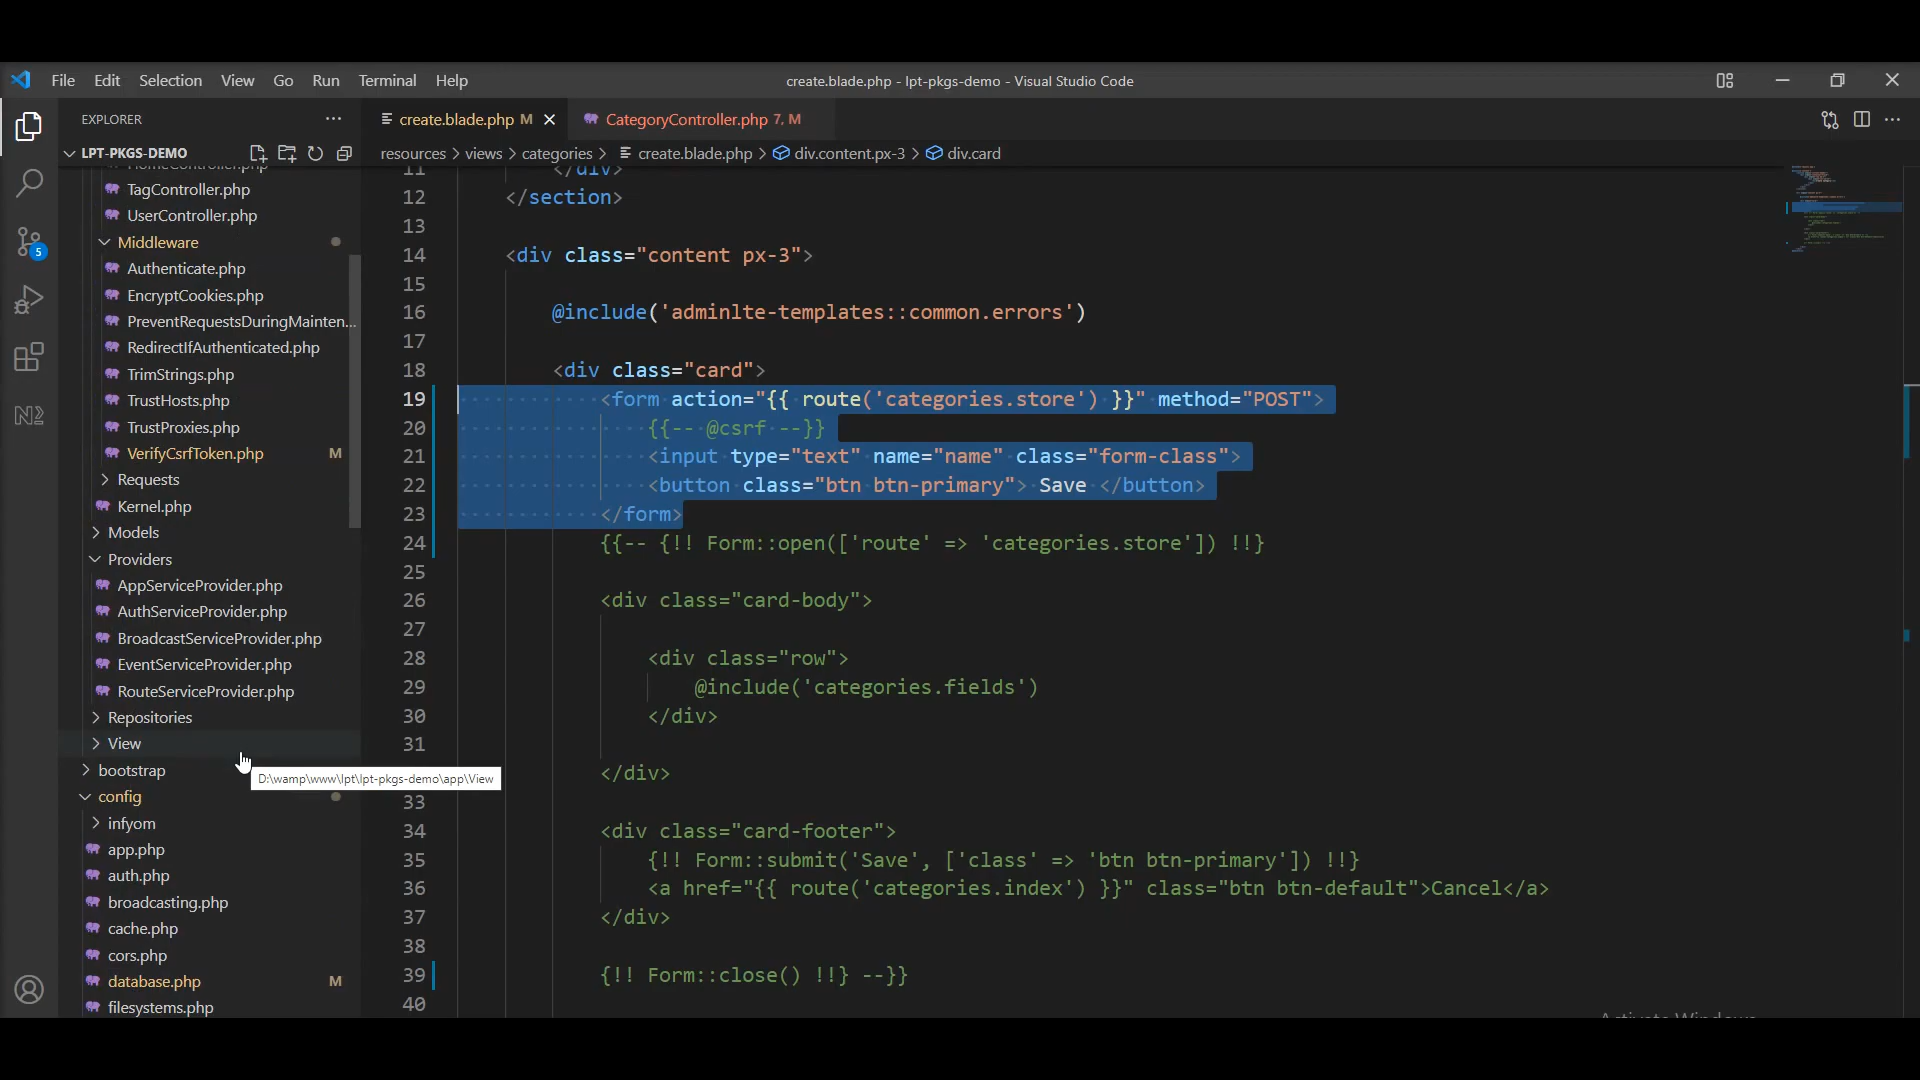 File Edit Selection View Go Run Terminal Help
create.blade.php - lpt-pkgs-demo - Visual Studio Code
EXPLORER
create.blade.php M
CategoryController.php 7, M
LPT-PKGS-DEMO
resources > views > categories > create.blade.php > div.content.px-3 > div.card
HomeController.php
TagController.php
UserController.php
Middleware
Authenticate.php
EncryptCookies.php
PreventRequestsDuringMainten...
RedirectIfAuthenticated.php
TrimStrings.php
TrustHosts.php
TrustProxies.php
VerifyCsrfToken.php M
Requests
Kernel.php
Models
Providers
AppServiceProvider.php
AuthServiceProvider.php
BroadcastServiceProvider.php
EventServiceProvider.php
RouteServiceProvider.php
Repositories
View
D:\wamp\www\lpt\lpt-pkgs-demo\app\View
bootstrap
config
infyom
app.php
auth.php
broadcasting.php
cache.php
cors.php
database.php M
filesystems.php
5
11 </div>
12 </section>
13
14 <div class="content px-3">
15
16 @include('adminlte-templates::common.errors')
17
18 <div class="card">
19 <form action="{{ route('categories.store') }}" method="POST">
20 {{-- @csrf --}}
21 <input type="text" name="name" class="form-class">
22 <button class="btn btn-primary"> Save </button>
23 </form>
24 {{-- {!! Form::open(['route' => 'categories.store']) !!}
25
26 <div class="card-body">
27
28 <div class="row">
29 @include('categories.fields')
30 </div>
31
</div>
33
34 <div class="card-footer">
35 {!! Form::submit('Save', ['class' => 'btn btn-primary']) !!}
36 <a href="{{ route('categories.index') }}" class="btn btn-default">Cancel</a>
37 </div>
38
39 {!! Form::close() !!} --}}
40